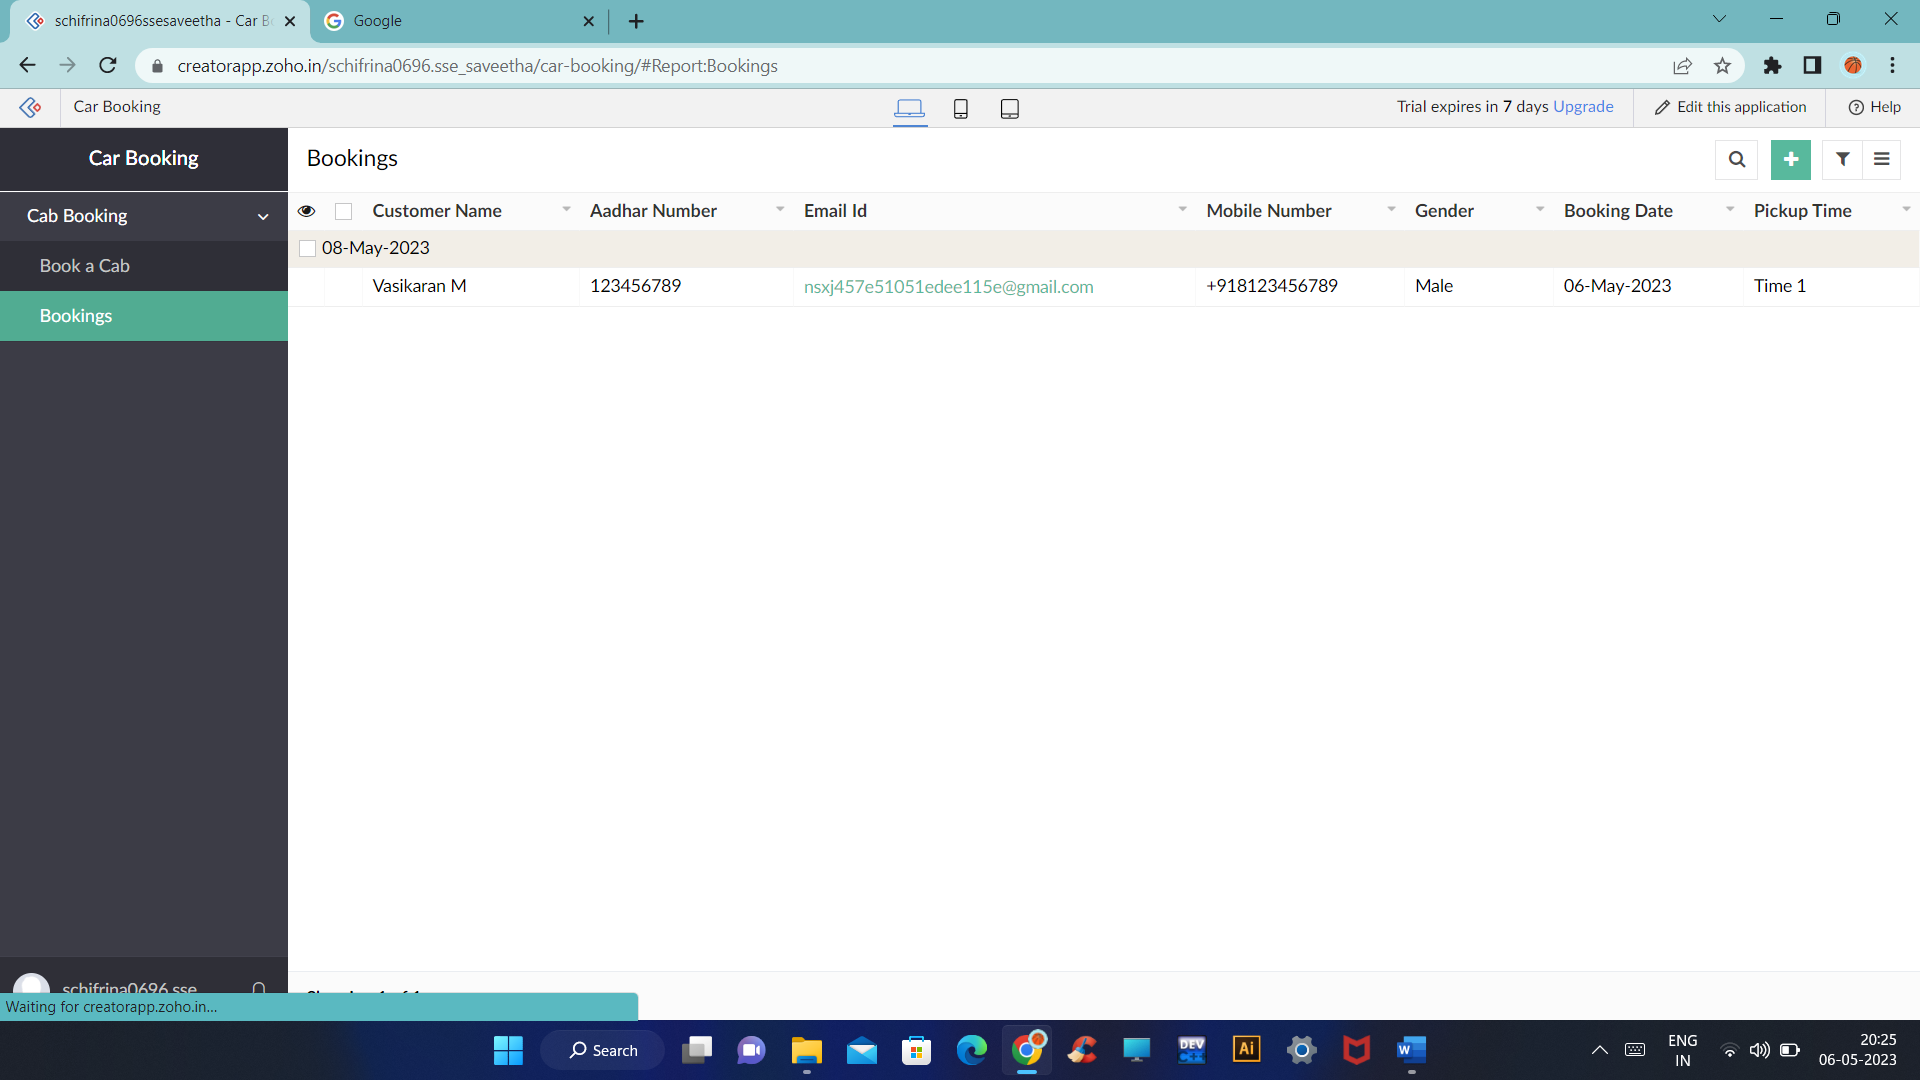 schifrina0696ssesaveetha - Car B
Google
creatorapp.zoho.in/schifrina0696.sse_saveetha/car-booking/#Report:Bookings
Car Booking
Trial expires in 7 days Upgrade
Edit this application
Help
Car Booking
Bookings
Cab Booking
Book a Cab
Bookings
Customer Name Aadhar Number Email Id Mobile Number Gender Booking Date Pickup Time
08-May-2023
Vasikaran M 123456789 nsxj457e51051edee115e@gmail.com +918123456789 Male 06-May-2023 Time 1
schifrina0696.sse
Waiting for creatorapp.zoho.in...
Search
DEV
C++
Ai
W
ENG
IN
20:25
06-05-2023